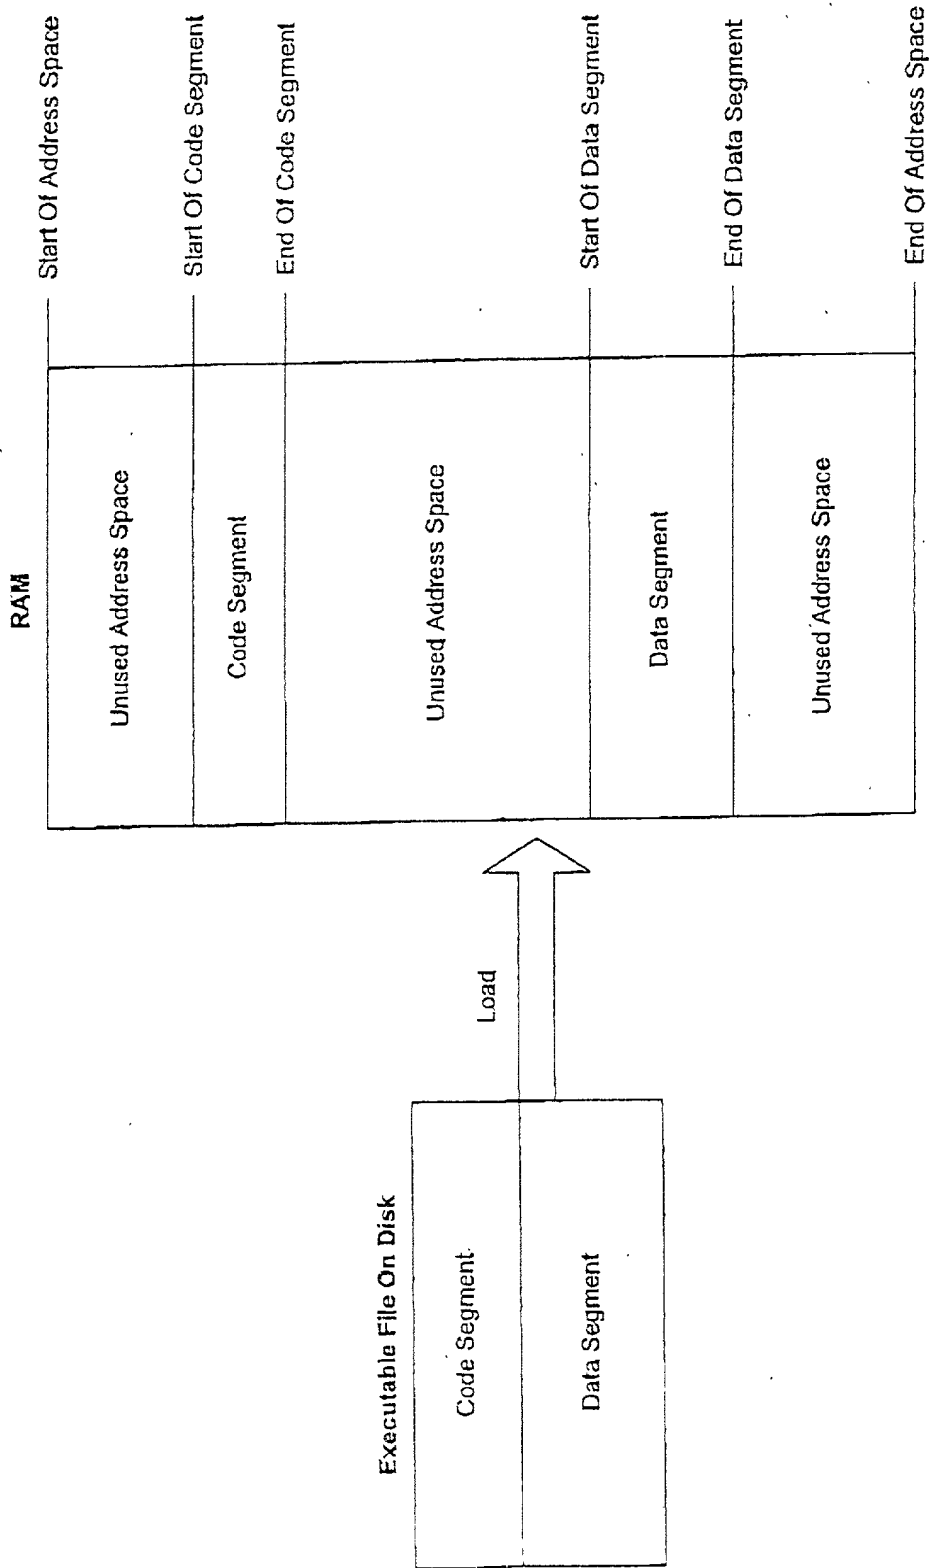 Executable File On Disk
Code Segment
Data Segment
Load
RAM
Unused Address Space
Code Segment
Unused Address Space
Data Segment
Unused Address Space
Start Of Address Space
Start Of Code Segment
End Of Code Segment
Start Of Data Segment
End Of Data Segment
End Of Address Space